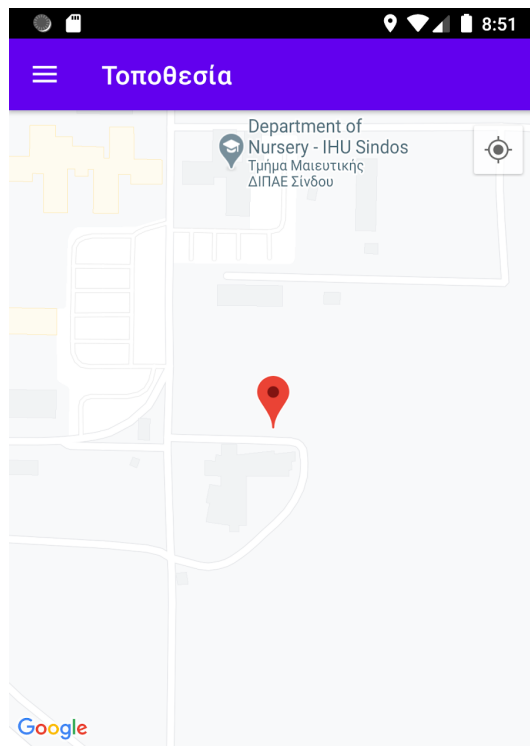 8:51
Τοποθεσία
Department of
Nursery - IHU Sindos
Τμήμα Μαιευτικής
ΔΙΠΑΕ Σίνδου
Google